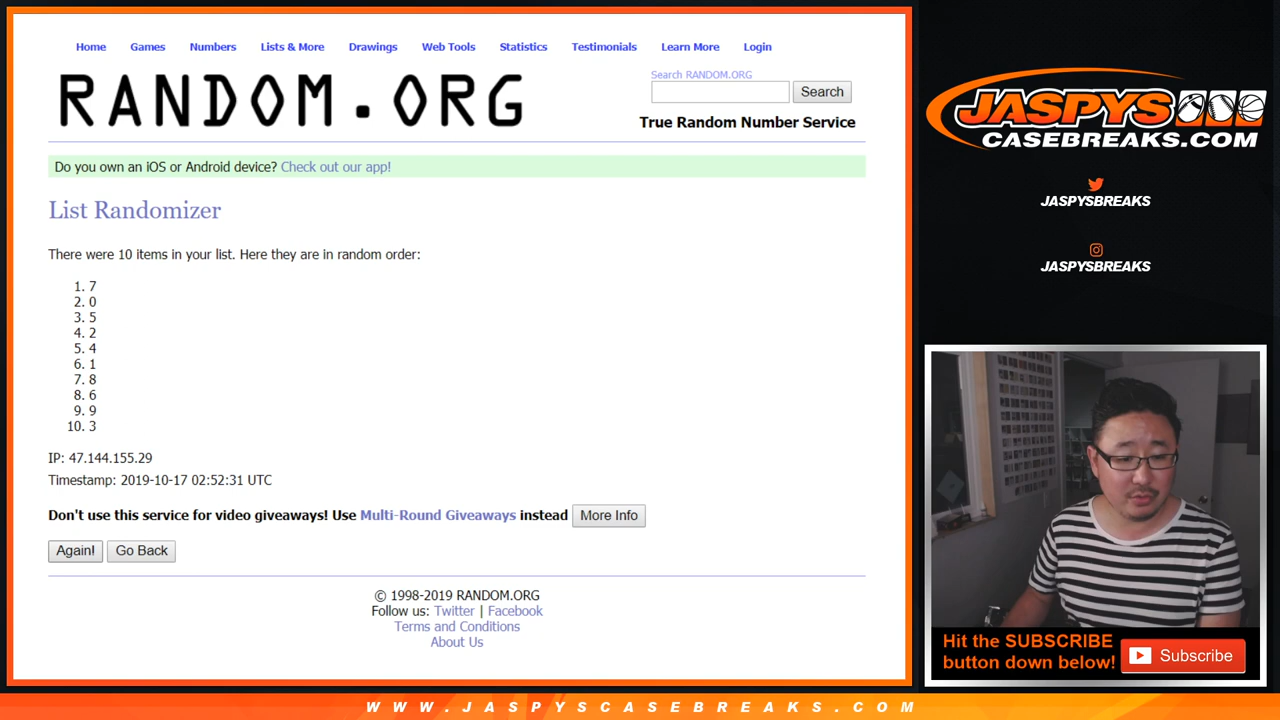 Home Games Numbers Lists & More Drawings Web Tools Statistics Testimonials Learn More Login
RANDOM.ORG
Search RANDOM.ORG
Search
True Random Number Service
Do you own an iOS or Android device? Check out our app!
List Randomizer
There were 10 items in your list. Here they are in random order:
1. 7
2. 0
3. 5
4. 2
5. 4
6. 1
7. 8
8. 6
9. 9
10. 3
IP: 47.144.155.29
Timestamp: 2019-10-17 02:52:31 UTC
Don't use this service for video giveaways! Use Multi-Round Giveaways instead More Info
Again! Go Back
© 1998-2019 RANDOM.ORG
Follow us: Twitter | Facebook
Terms and Conditions
About Us
JASPYS
CASEBREAKS.COM
JASPYSBREAKS
JASPYSBREAKS
Hit the SUBSCRIBE
button down below!
Subscribe
WWW.JASPYSCASEBREAKS.COM